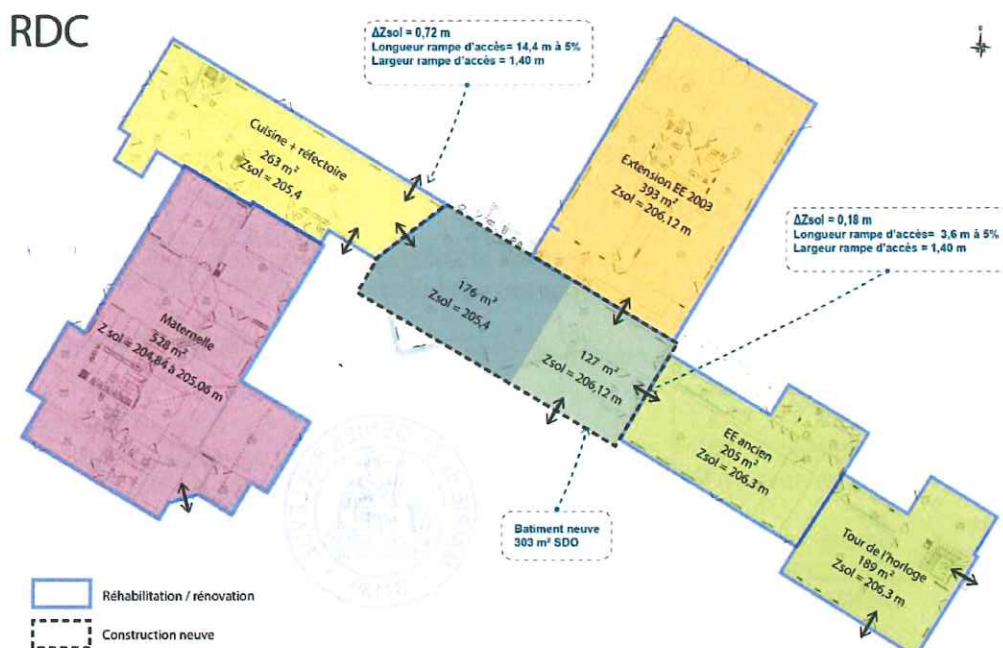 RDC
ΔZsol = 0,72 m
Longueur rampe d'accès= 14,4 m à 5%
Largeur rampe d'accès = 1,40 m
Cuisine + réfectoire
263 m²
Zsol = 205,4
Extension EE 2003
393 m²
Zsol = 206,12 m
ΔZsol = 0,18 m
Longueur rampe d'accès= 3,6 m à 5%
Largeur rampe d'accès = 1,40 m
Maternelle
528 m²
Z sol = 204,84 à 205,06 m
176 m²
Zsol = 205,4
127 m²
Zsol = 206,12 m
EE ancien
205 m²
Zsol = 206,3 m
Batiment neuve
303 m² SDO
Tour de l'horloge
189 m²
Zsol = 206,3 m
Réhabilitation / rénovation
Construction neuve